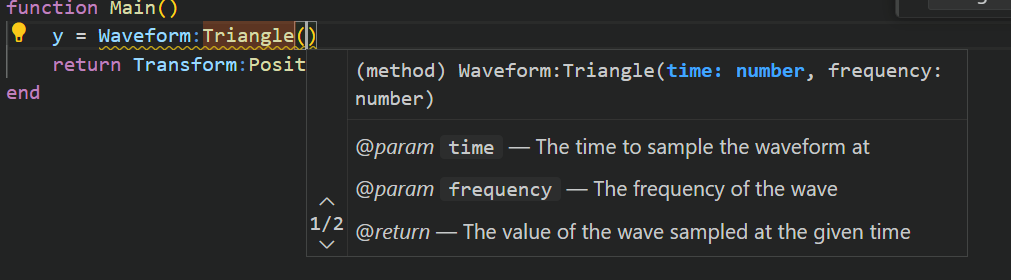 function Main()
y = Waveform:Triangle()
return Transform:Posit
end
(method) Waveform:Triangle(time: number, frequency:
number)
@param time — The time to sample the waveform at
@param frequency — The frequency of the wave
1/2
@return — The value of the wave sampled at the given time